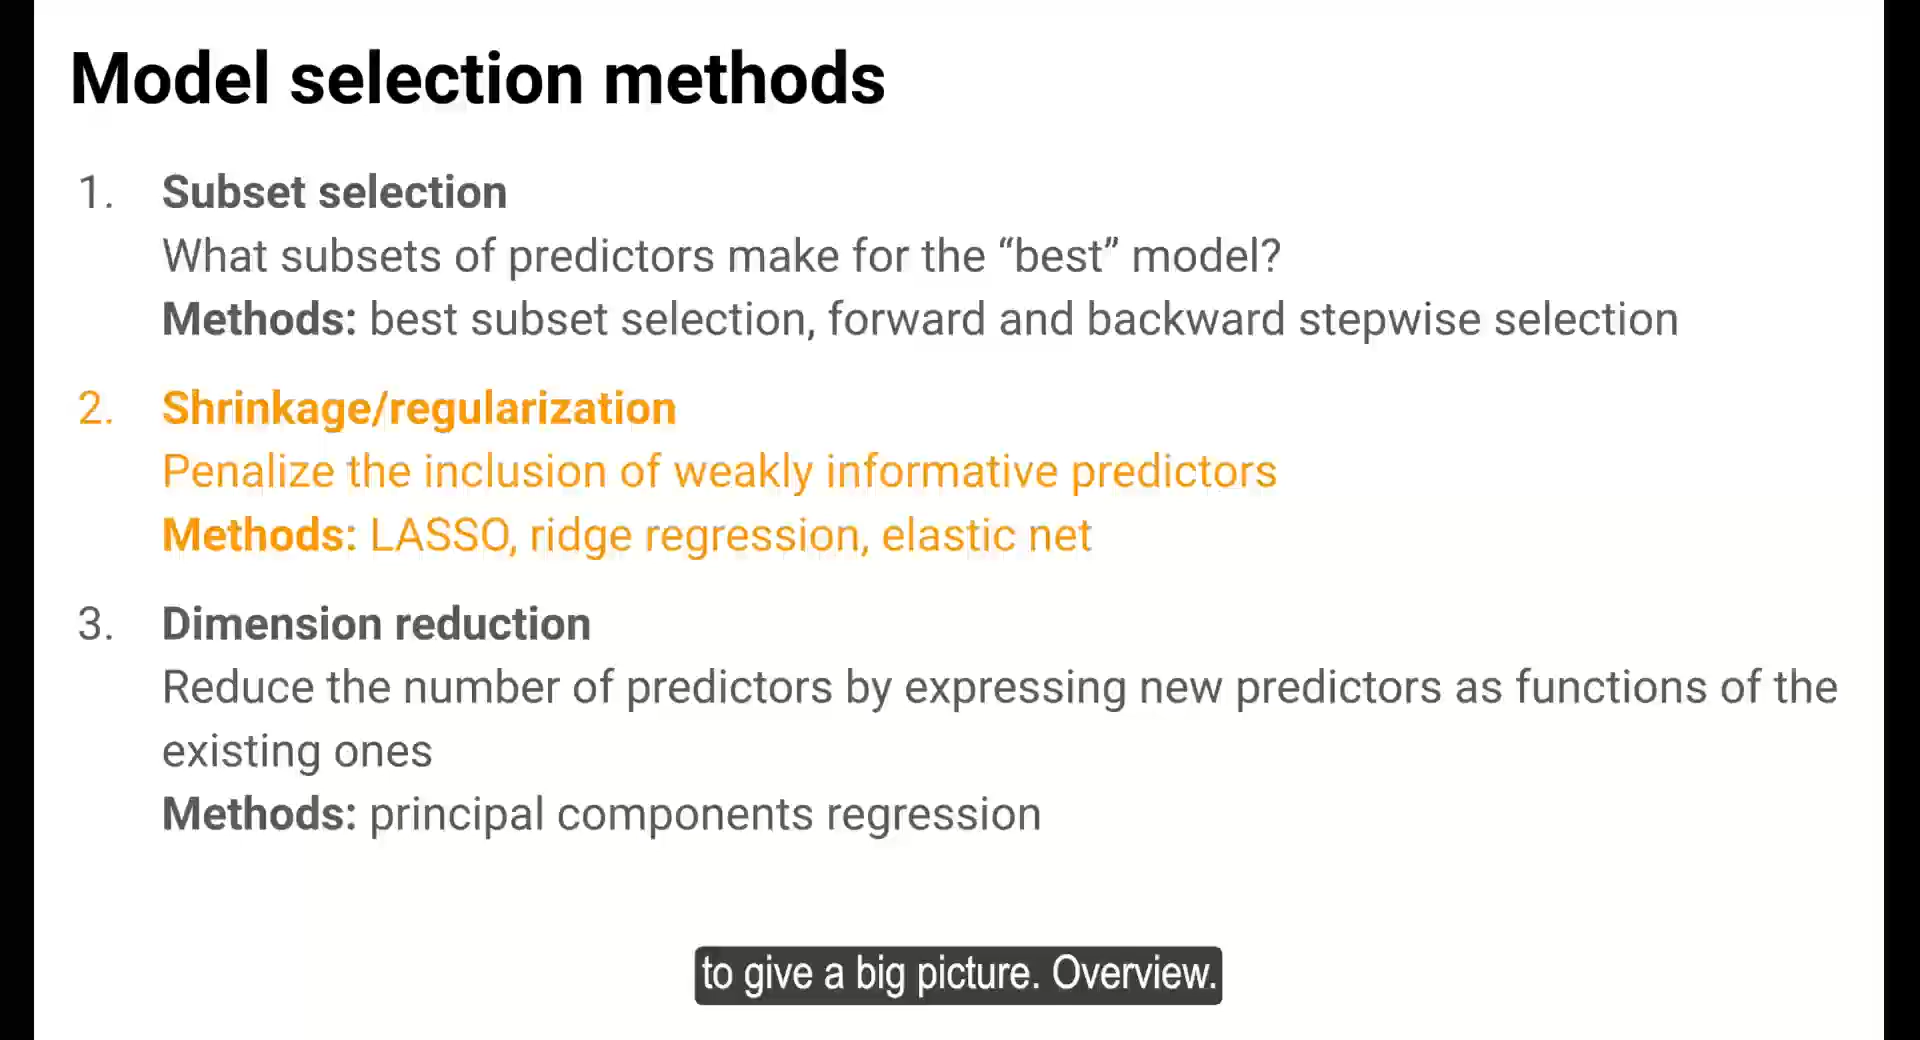 Model selection methods
1. Subset selection
What subsets of predictors make for the “best” model?
Methods: best subset selection, forward and backward stepwise selection
2. Shrinkage/regularization
Penalize the inclusion of weakly informative predictors
Methods: LASSO, ridge regression, elastic net
3. Dimension reduction
Reduce the number of predictors by expressing new predictors as functions of the
existing ones
Methods: principal components regression
to give a big picture. Overview.